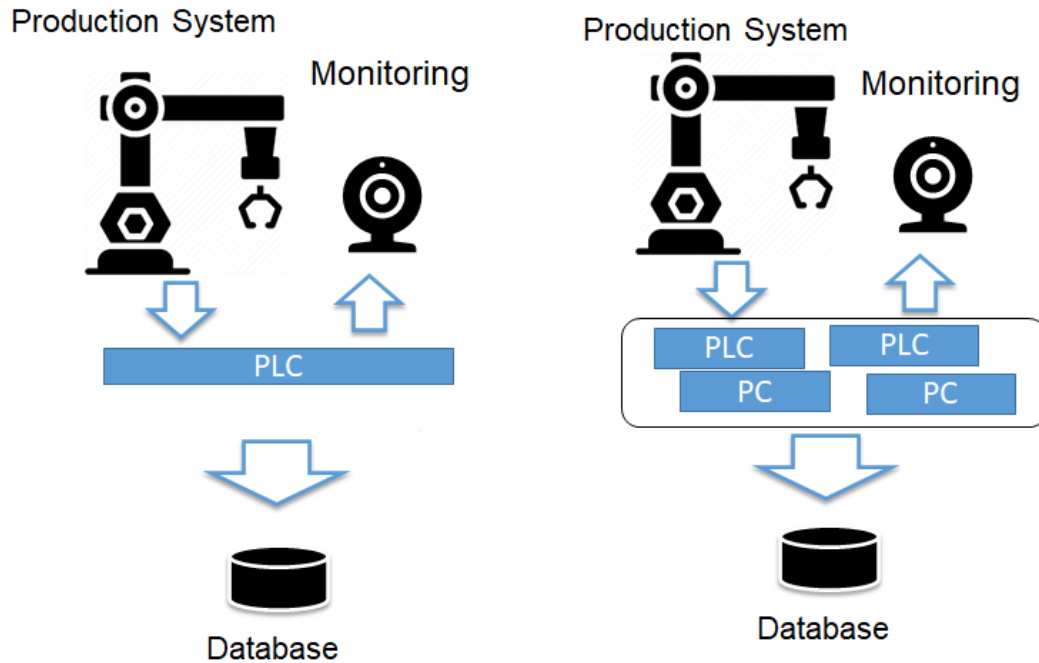 Production System
Monitoring
PLC
Database
Production System
Monitoring
PLC
PLC
PC
PC
Database